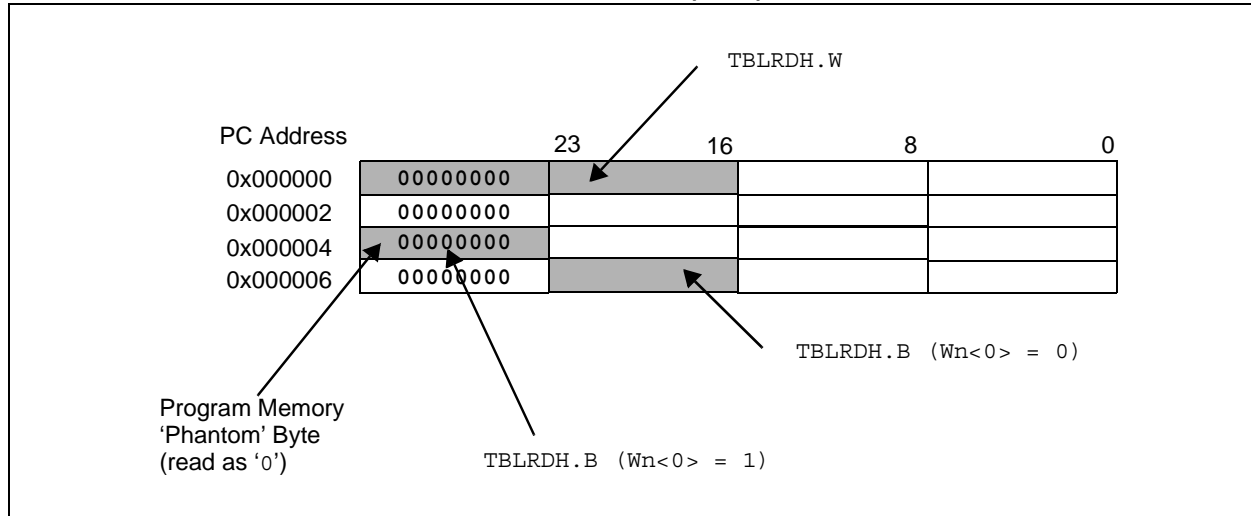 TBLRDH.W
PC Address
23 16 8 0
0x000000 00000000
0x000002 00000000
0x000004 00000000
0x000006 00000000
TBLRDH.B (Wn<0> = 0)
Program Memory
‘Phantom’ Byte
(read as ‘0’)
TBLRDH.B (Wn<0> = 1)